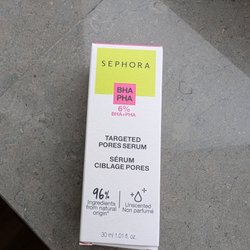 SEPHORA
BHA
PHA
6%
BHA+PHA
TARGETED
PORES SERUM
SÉRUM
CIBLAGE PORES
96%
Ingredients
from natural
origin*
Unscented
Non parfumé
30 ml 1.01 fl. oz.